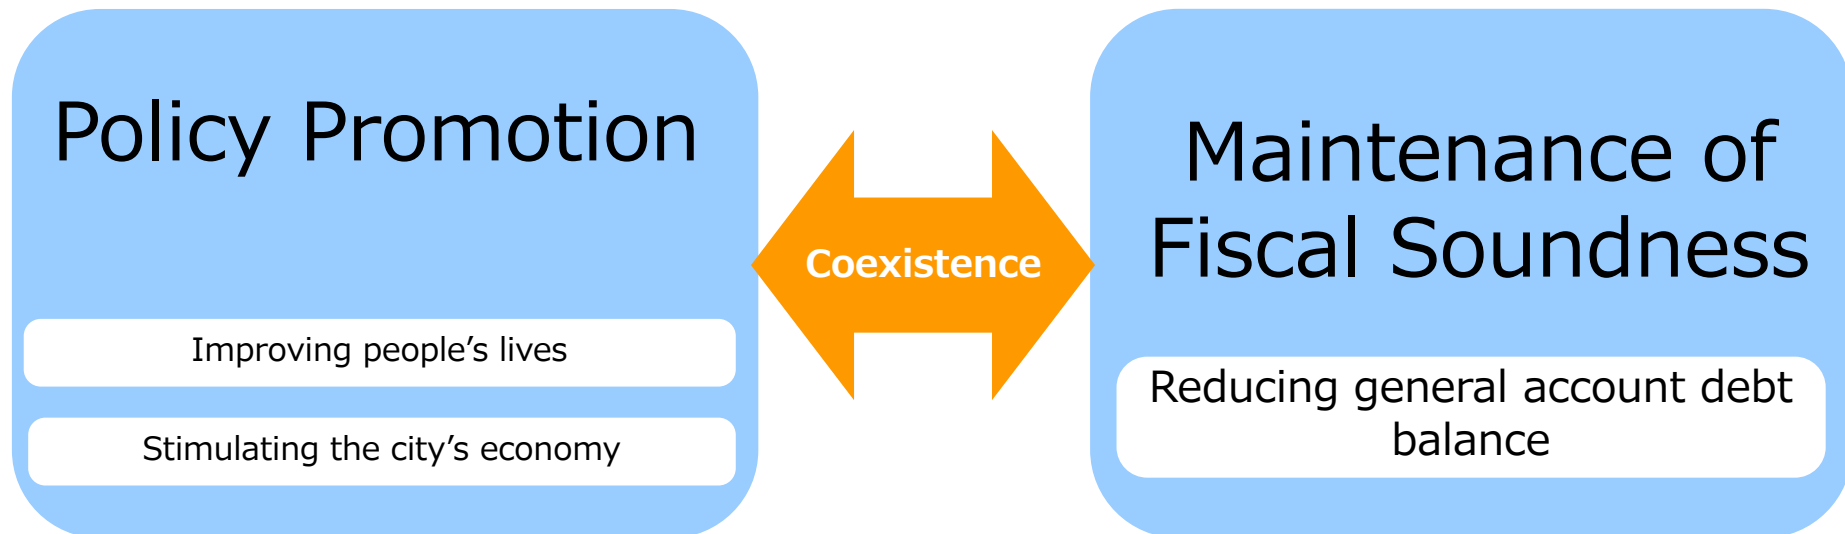 Policy Promotion
Improving people’s lives
Stimulating the city’s economy
Coexistence
Maintenance of
Fiscal Soundness
Reducing general account debt
balance